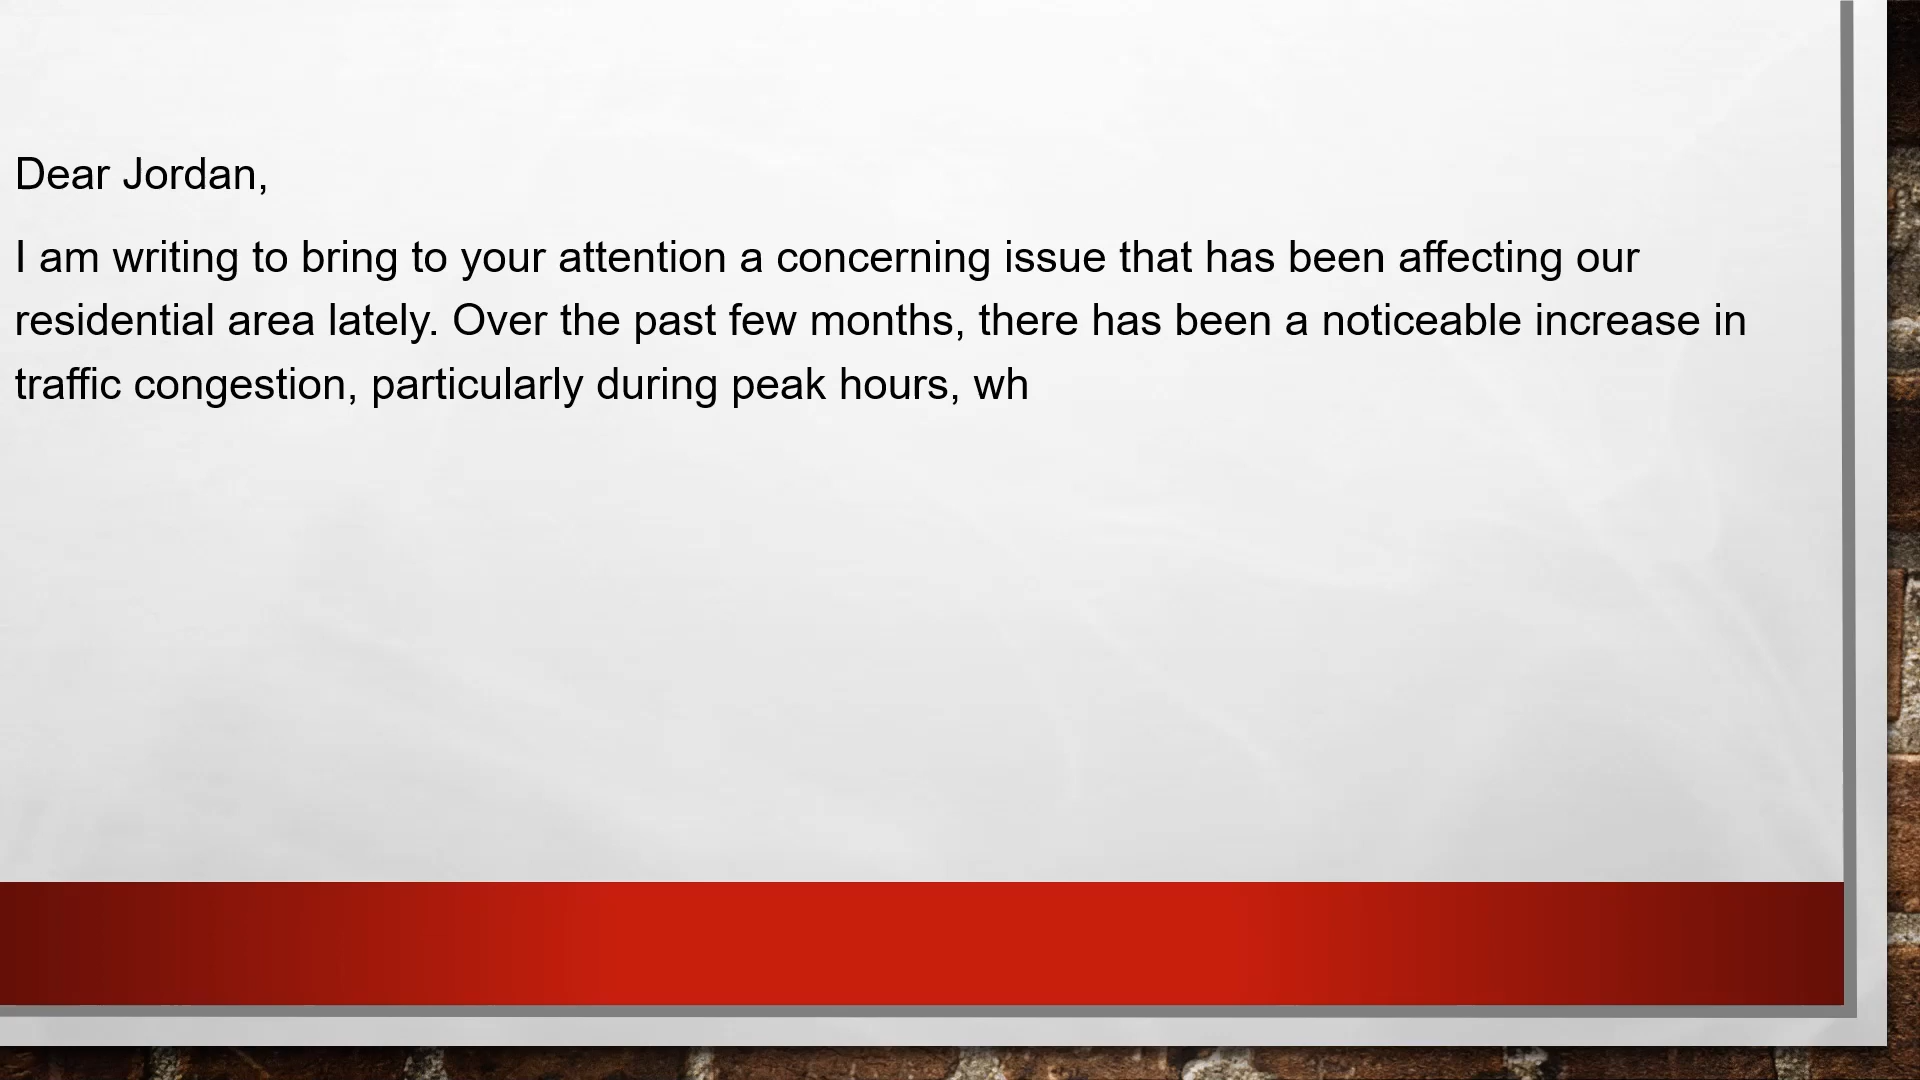 Dear Jordan,
I am writing to bring to your attention a concerning issue that has been affecting our
residential area lately. Over the past few months, there has been a noticeable increase in
traffic congestion, particularly during peak hours, wh